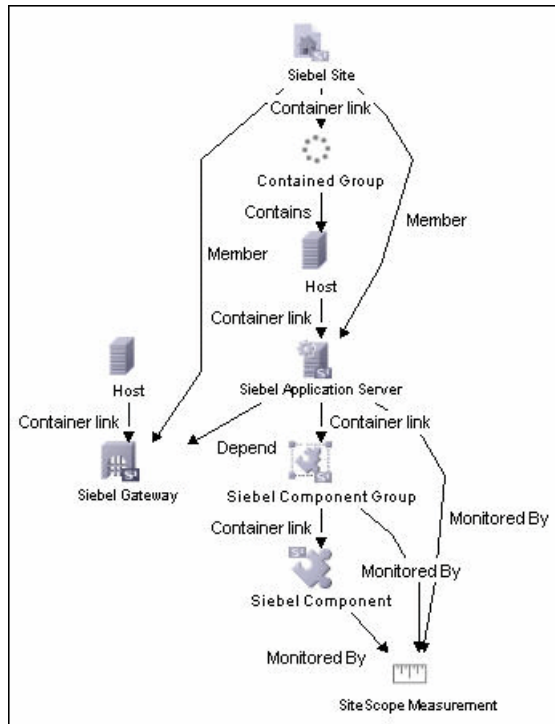 Siebel Site
Container link
Contained Group
Contains
Member
Member
Host
Container link
Host
Siebel Application Server
Container link
Depend
Container link
Siebel Gateway
Siebel Component Group
Container link
Monitored By
Monitored By
Siebel Component
Monitored By
SiteScope Measurement